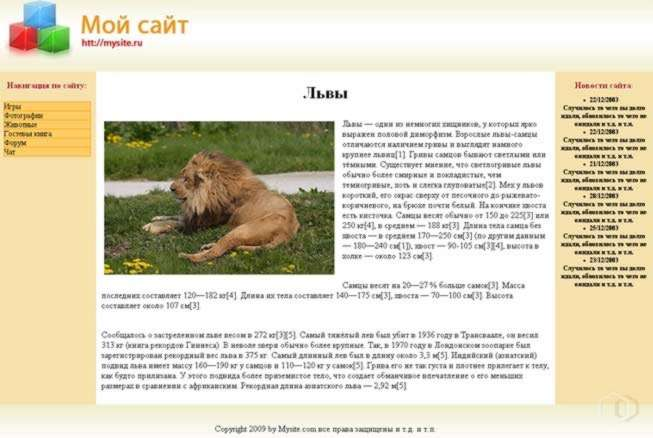 Мой сайт
htt://mysite.ru
Навигация по сайту:
Игры
Фотографии
Животные
Гостевая книга
Форум
Чат
Львы
Львы — один из немногих хищников, у которых ярко
выражен половой диморфизм. Взрослые львы-самцы
отличаются наличием гривы и выглядят намного
крупнее львиц[1]. Гривы самцов бывают светлыми или
тёмными. Существует мнение, что светлогривые львы
обычно более смирные и покладистые, чем
темногривые, хоть и слегка глуповатые[2]. Мех у львов
короткий, его окрас сверху от песочного до рыжевато-
коричневого, на брюхе почти белый. На кончике хвоста
есть кисточка. Самцы весят обычно от 150 до 225[3] или
250 кг[4], в среднем — 188 кг[3]. Длина тела самца без
хвоста — в среднем 170—250 см[3] (по другим данным
— 180—240 см[1]), хвост — 90-105 см[3][4], высота в
холке — около 123 см[3].
Самцы весят на 20—27 % больше самок[3]. Масса
последних составляет 120—182 кг[4]. Длина их тела составляет 140—175 см[3], хвоста — 70—100 см[3]. Высота
составляет около 107 см[3].
Сообщалось о застреленном льве весом в 272 кг[3][5]. Самый тяжёлый лев был убит в 1936 году в Трансваале, он весил
313 кг (книга рекордов Гиннеса). В неволе звери обычно более крупные. Так, в 1970 году в Лондонском зоопарке был
зарегистрирован рекордный вес льва в 375 кг. Самый длинный лев был в длину около 3,3 м[5]. Индийский (азиатский)
подвид льва имеет массу 160—190 кг у самцов и 110—120 кг у самок[5]. Грива его не так густа и плотнее прилегает к телу,
как будто прилизана. У этого подвида более приземистое тело, что создает обманчивое впечатление о его меньших
размерах в сравнении с африканским. Рекордная длина азиатского льва — 2,92 м[5].
Новости сайта:
• 22/12/2003
Случилось то чего вы долго
ждали, обновилось то чего не
ожидали и т.д. и т.п.
• 22/12/2003
Случилось то чего вы долго
ждали, обновилось то чего не
ожидали и т.д. и т.п.
• 21/12/2003
Случилось то чего вы долго
ждали, обновилось то чего не
ожидали и т.д. и т.п.
• 28/12/2003
Случилось то чего вы долго
ждали, обновилось то чего не
ожидали и т.д. и т.п.
• 25/12/2003
Случилось то чего вы долго
ждали, обновилось то чего не
ожидали и т.д. и т.п.
• 23/12/2003
Случилось то чего вы долго
ждали, обновилось то чего не
ожидали и т.д. и т.п.
Copyright 2009 by Mysite.com все права защищены и т.д. и т.п.